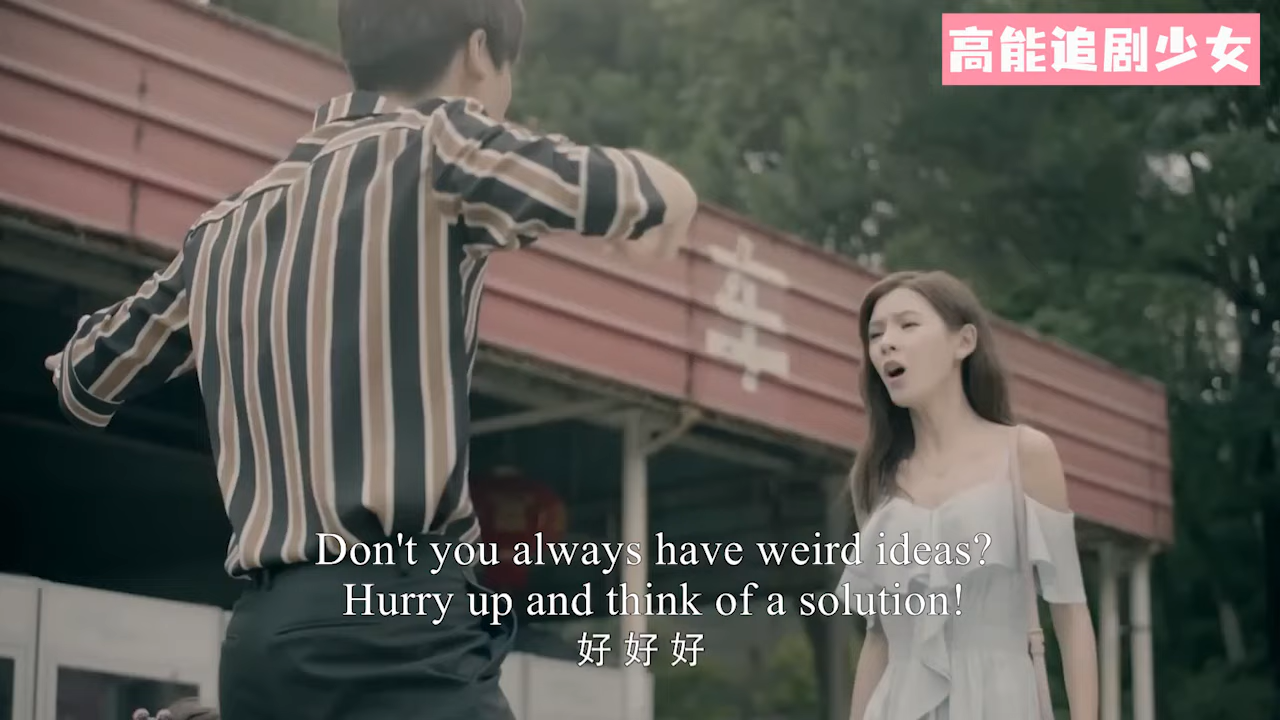 高能追剧少女
Don't you always have weird ideas?
Hurry up and think of a solution!
好 好 好